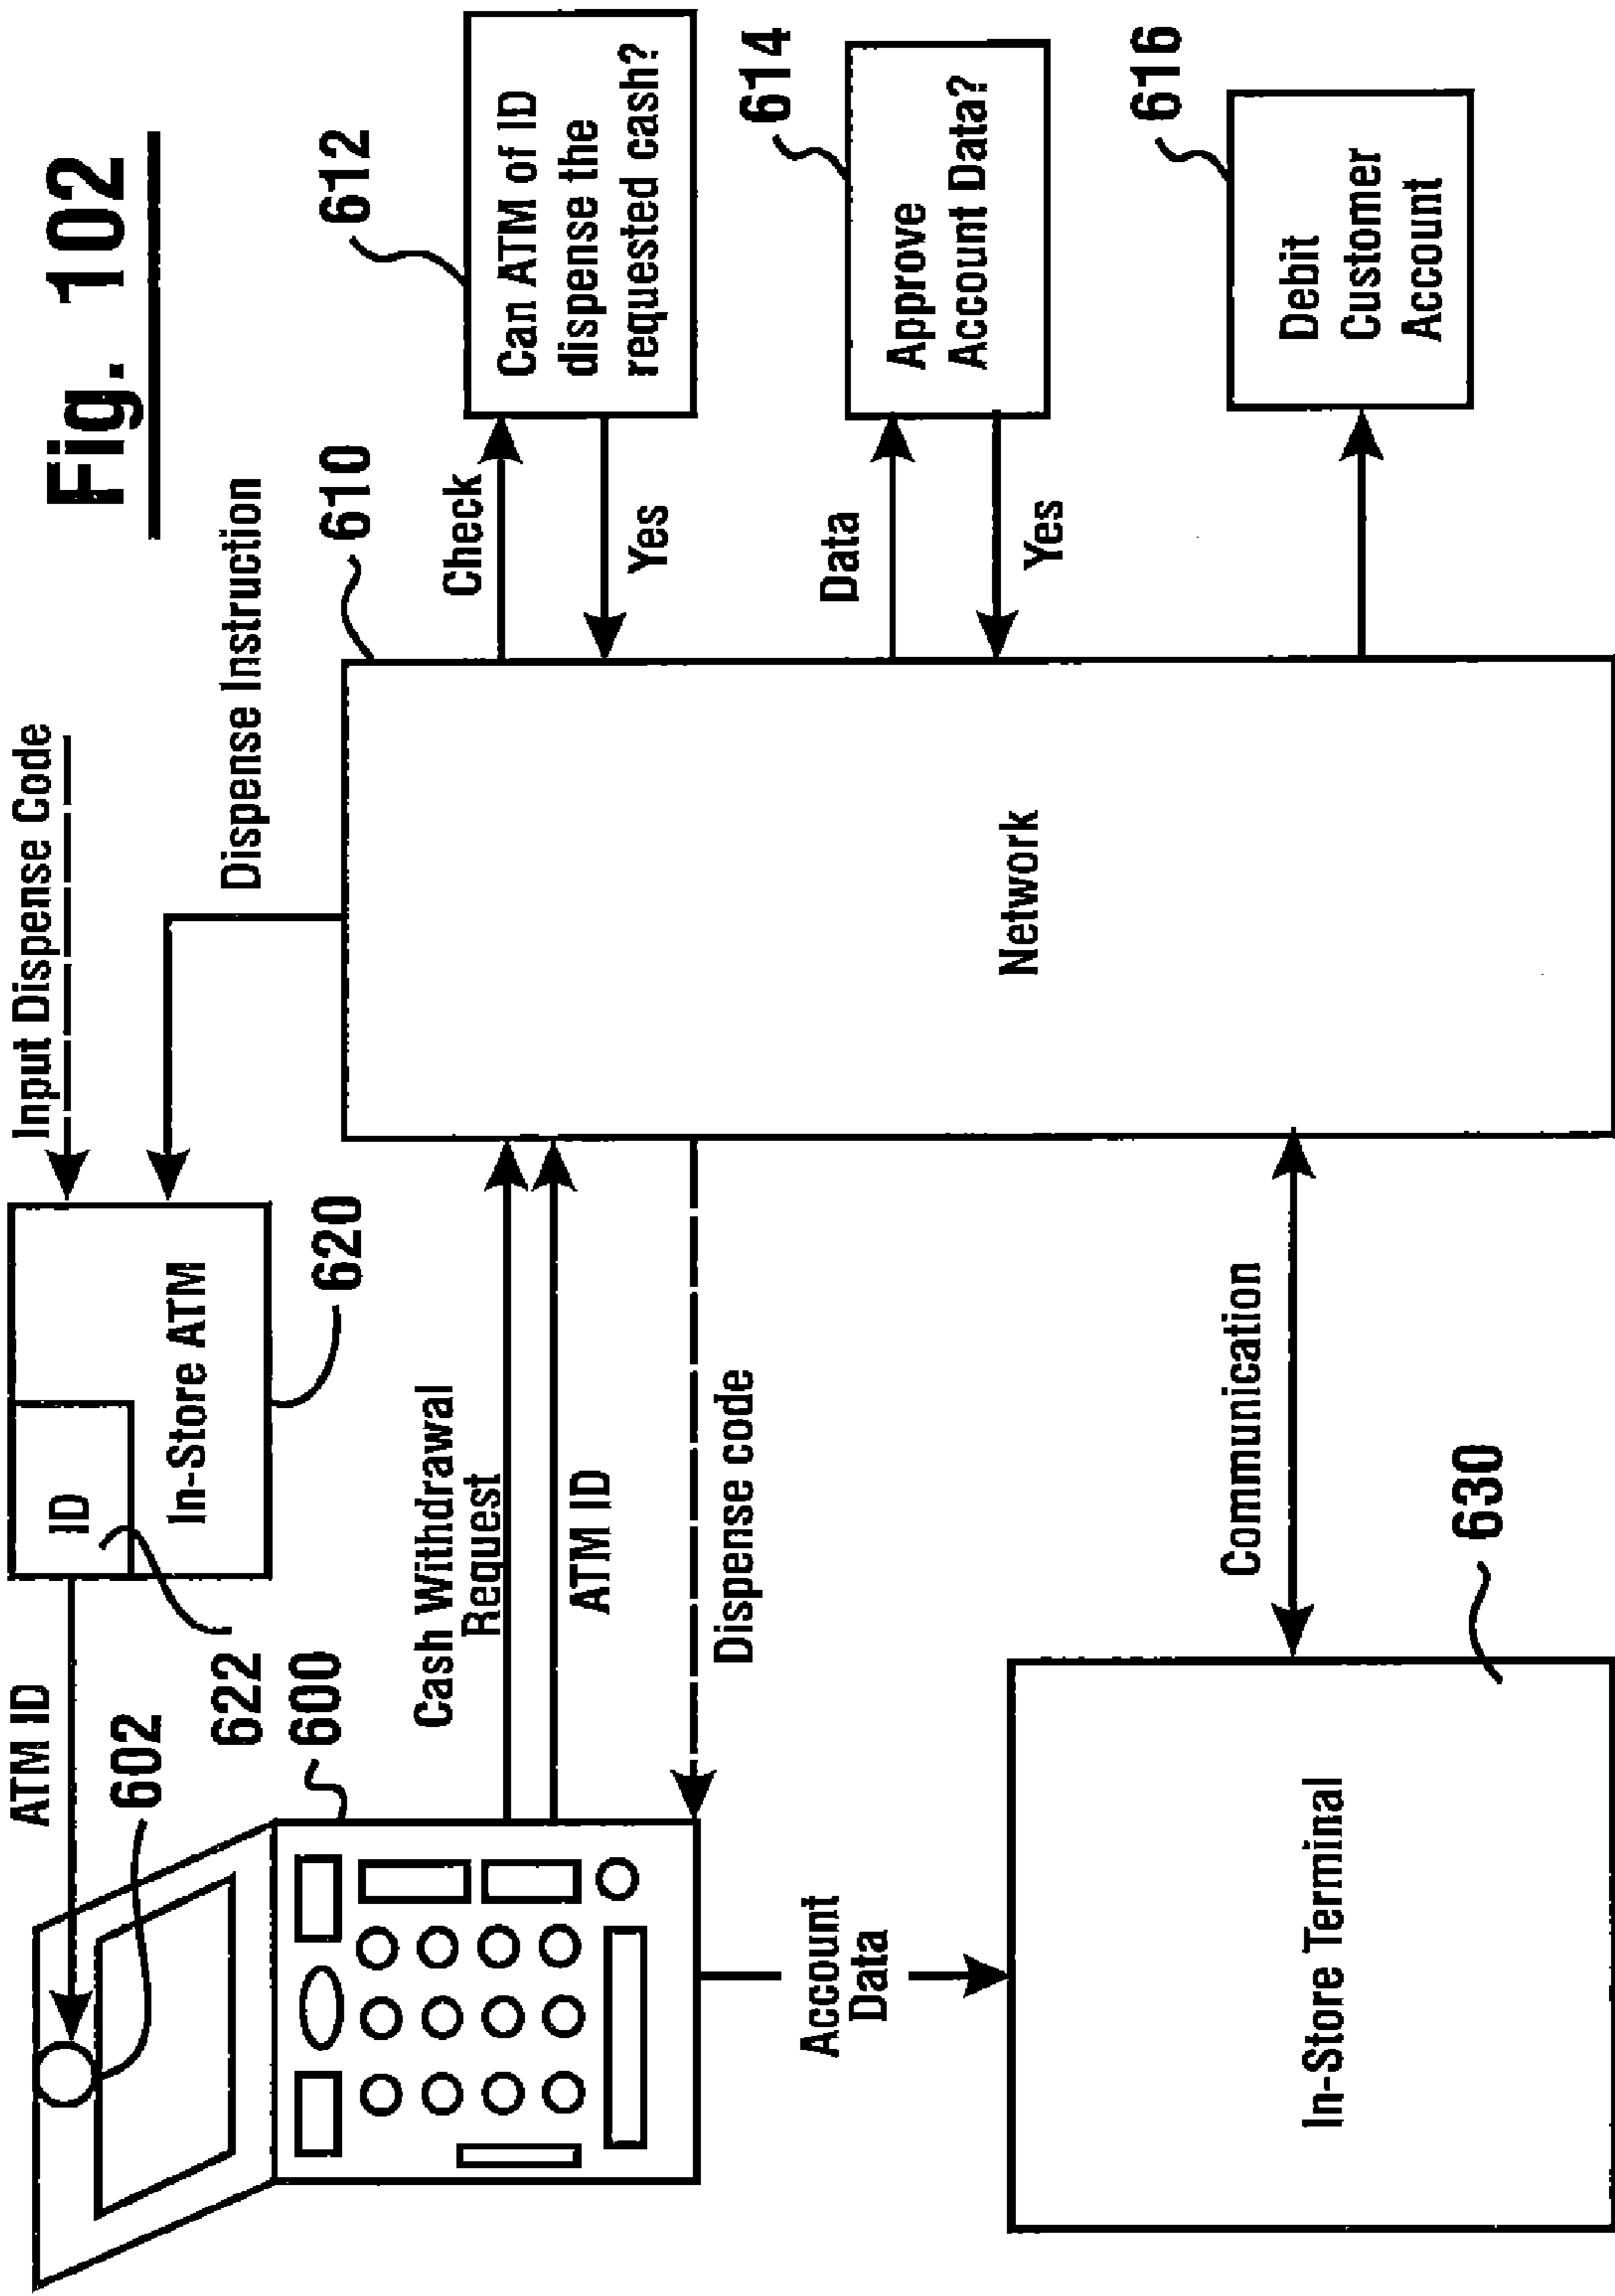 Fig. 102
Input Dispense Code
Dispense Instruction
ATM ID
602
ID
In-Store ATM
622
620
600
610
612
Can ATM of ID
dispense the
requested cash?
Check
Yes
Cash Withdrawal
Request
ATM ID
Dispense code
Network
614
Approve
Account Data?
Data
Yes
616
Debit
Customer
Account
Account
Data
Communication
630
In-Store Terminal